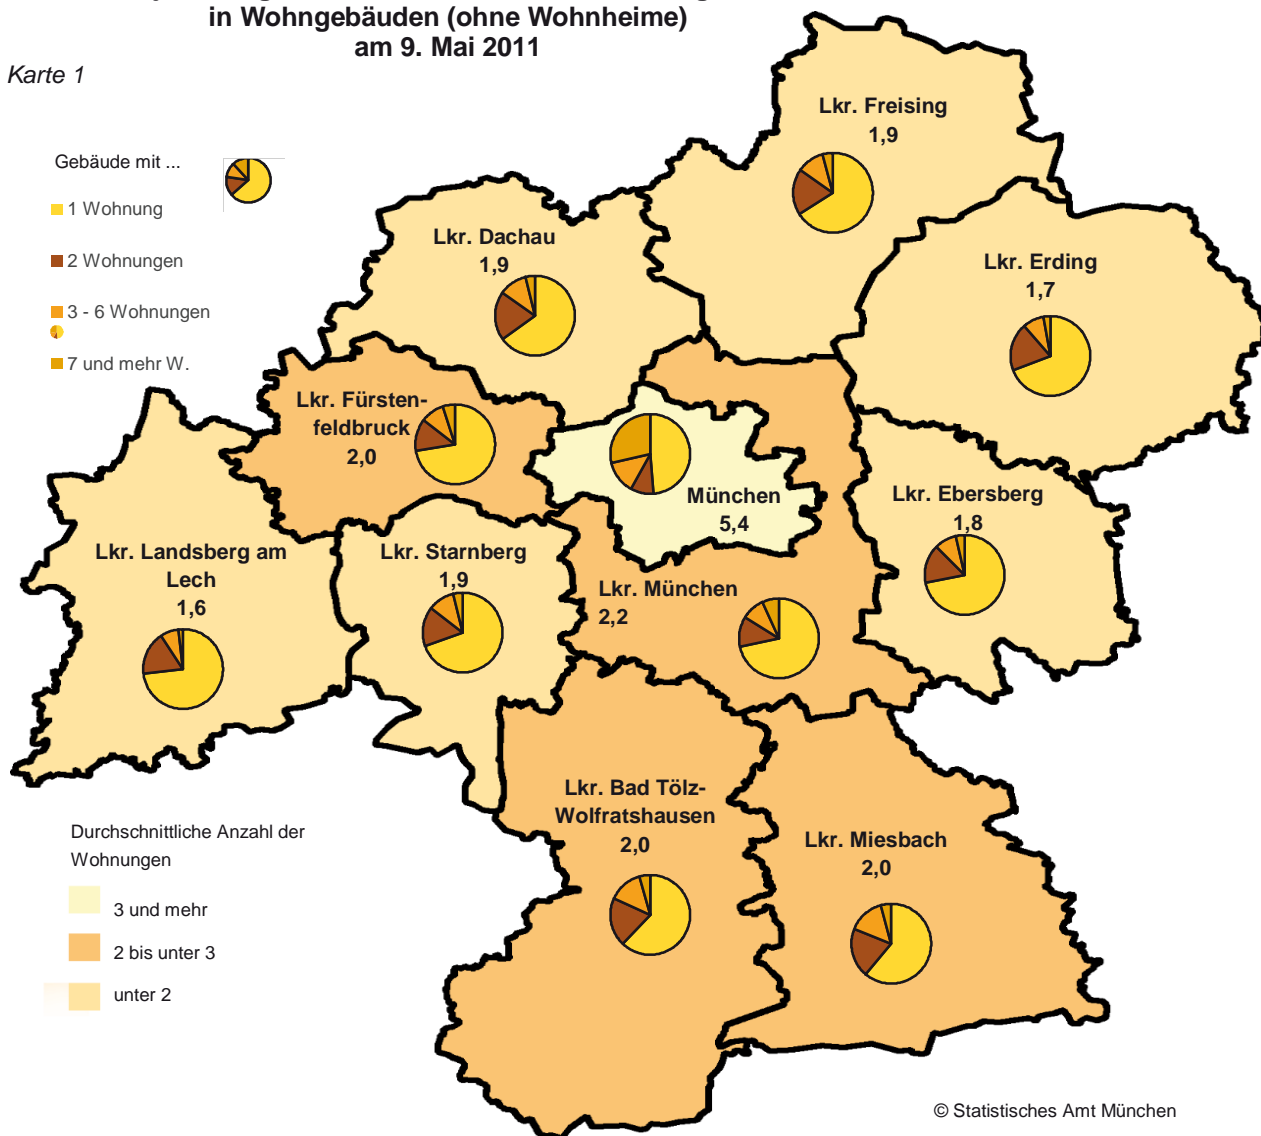 in Wohngebäuden (ohne Wohnheime)
am 9. Mai 2011
Karte 1
Gebäude mit ...
1 Wohnung
2 Wohnungen
3 - 6 Wohnungen
7 und mehr W.
Lkr. Freising
1,9
Lkr. Dachau
1,9
Lkr. Erding
1,7
Lkr. Fürsten-
feldbruck
2,0
München
5,4
Lkr. Ebersberg
1,8
Lkr. Landsberg am
Lech
1,6
Lkr. Starnberg
1,9
Lkr. München
2,2
Lkr. Bad Tölz-
Wolfratshausen
2,0
Lkr. Miesbach
2,0
Durchschnittliche Anzahl der
Wohnungen
3 und mehr
2 bis unter 3
unter 2
© Statistisches Amt München